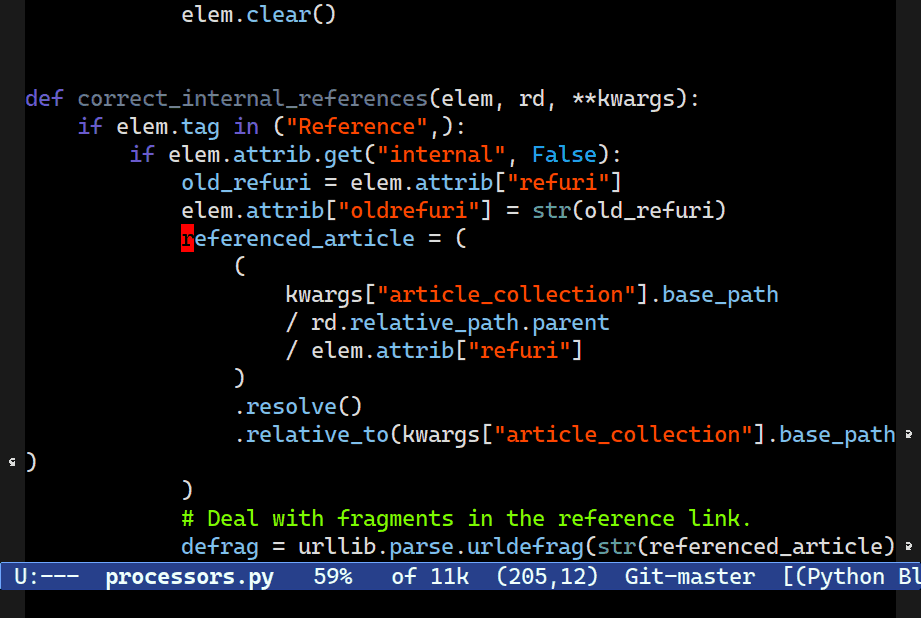 elem.clear()


def correct_internal_references(elem, rd, **kwargs):
    if elem.tag in ("Reference",):
        if elem.attrib.get("internal", False):
            old_refuri = elem.attrib["refuri"]
            elem.attrib["oldrefuri"] = str(old_refuri)
            referenced_article = (
                (
                    kwargs["article_collection"].base_path
                    / rd.relative_path.parent
                    / elem.attrib["refuri"]
                )
                .resolve()
                .relative_to(kwargs["article_collection"].base_path
)
            )
            # Deal with fragments in the reference link.
            defrag = urllib.parse.urldefrag(str(referenced_article)
U:---  processors.py   59%   of 11k  (205,12)  Git-master  [(Python Bl